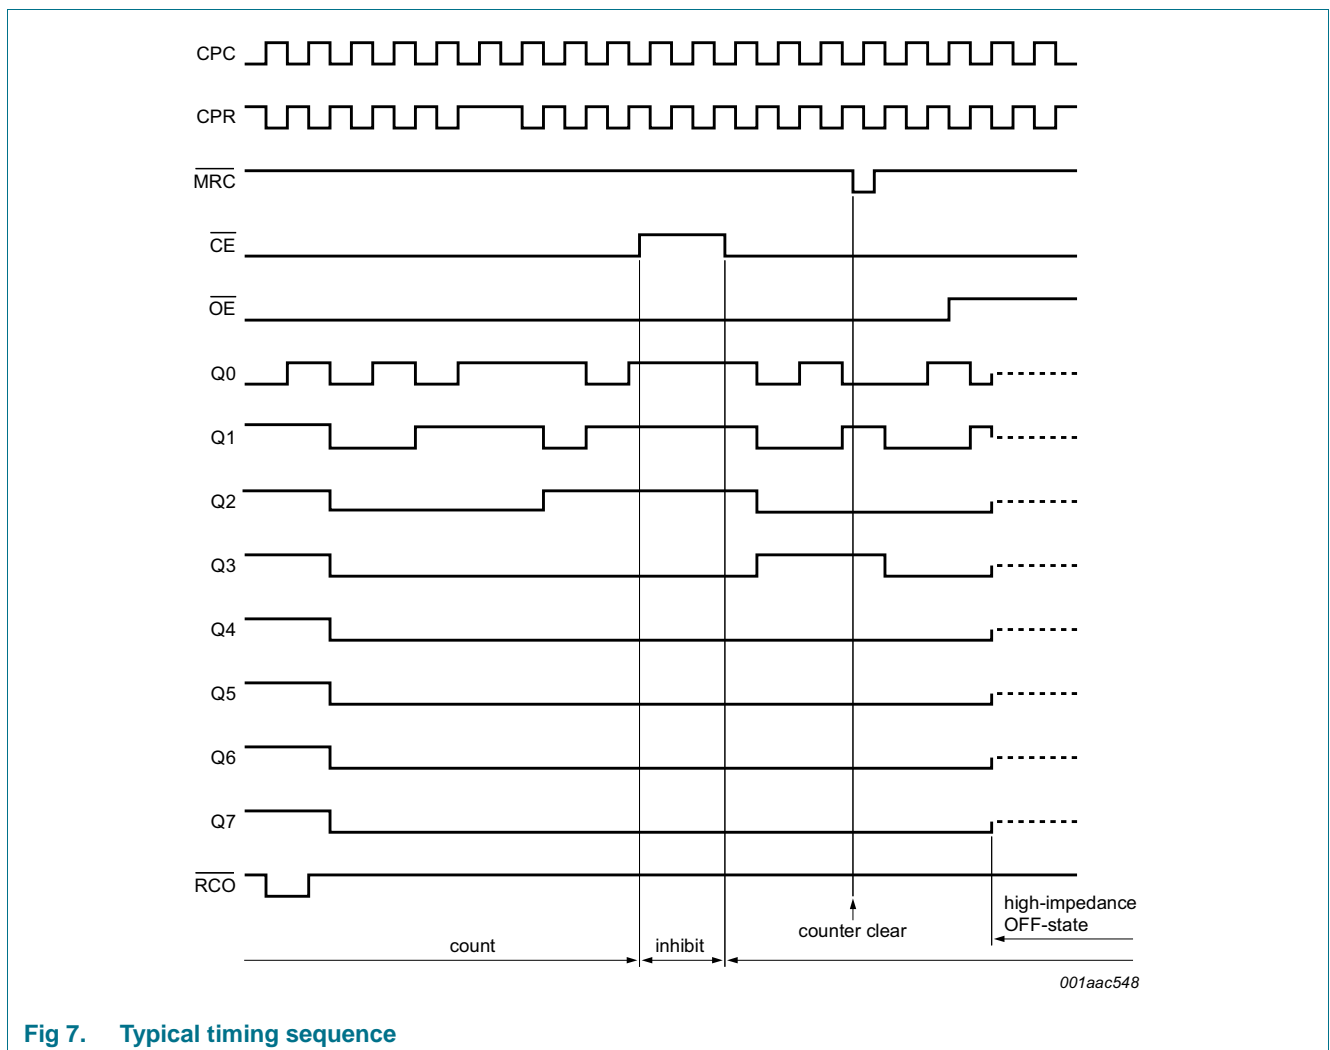 CPC
CPR
MRC
CE
OE
Q0
Q1
Q2
Q3
Q4
Q5
Q6
Q7
RCO
high-impedance
OFF-state
counter clear
count
inhibit
001aac548
Fig 7. Typical timing sequence